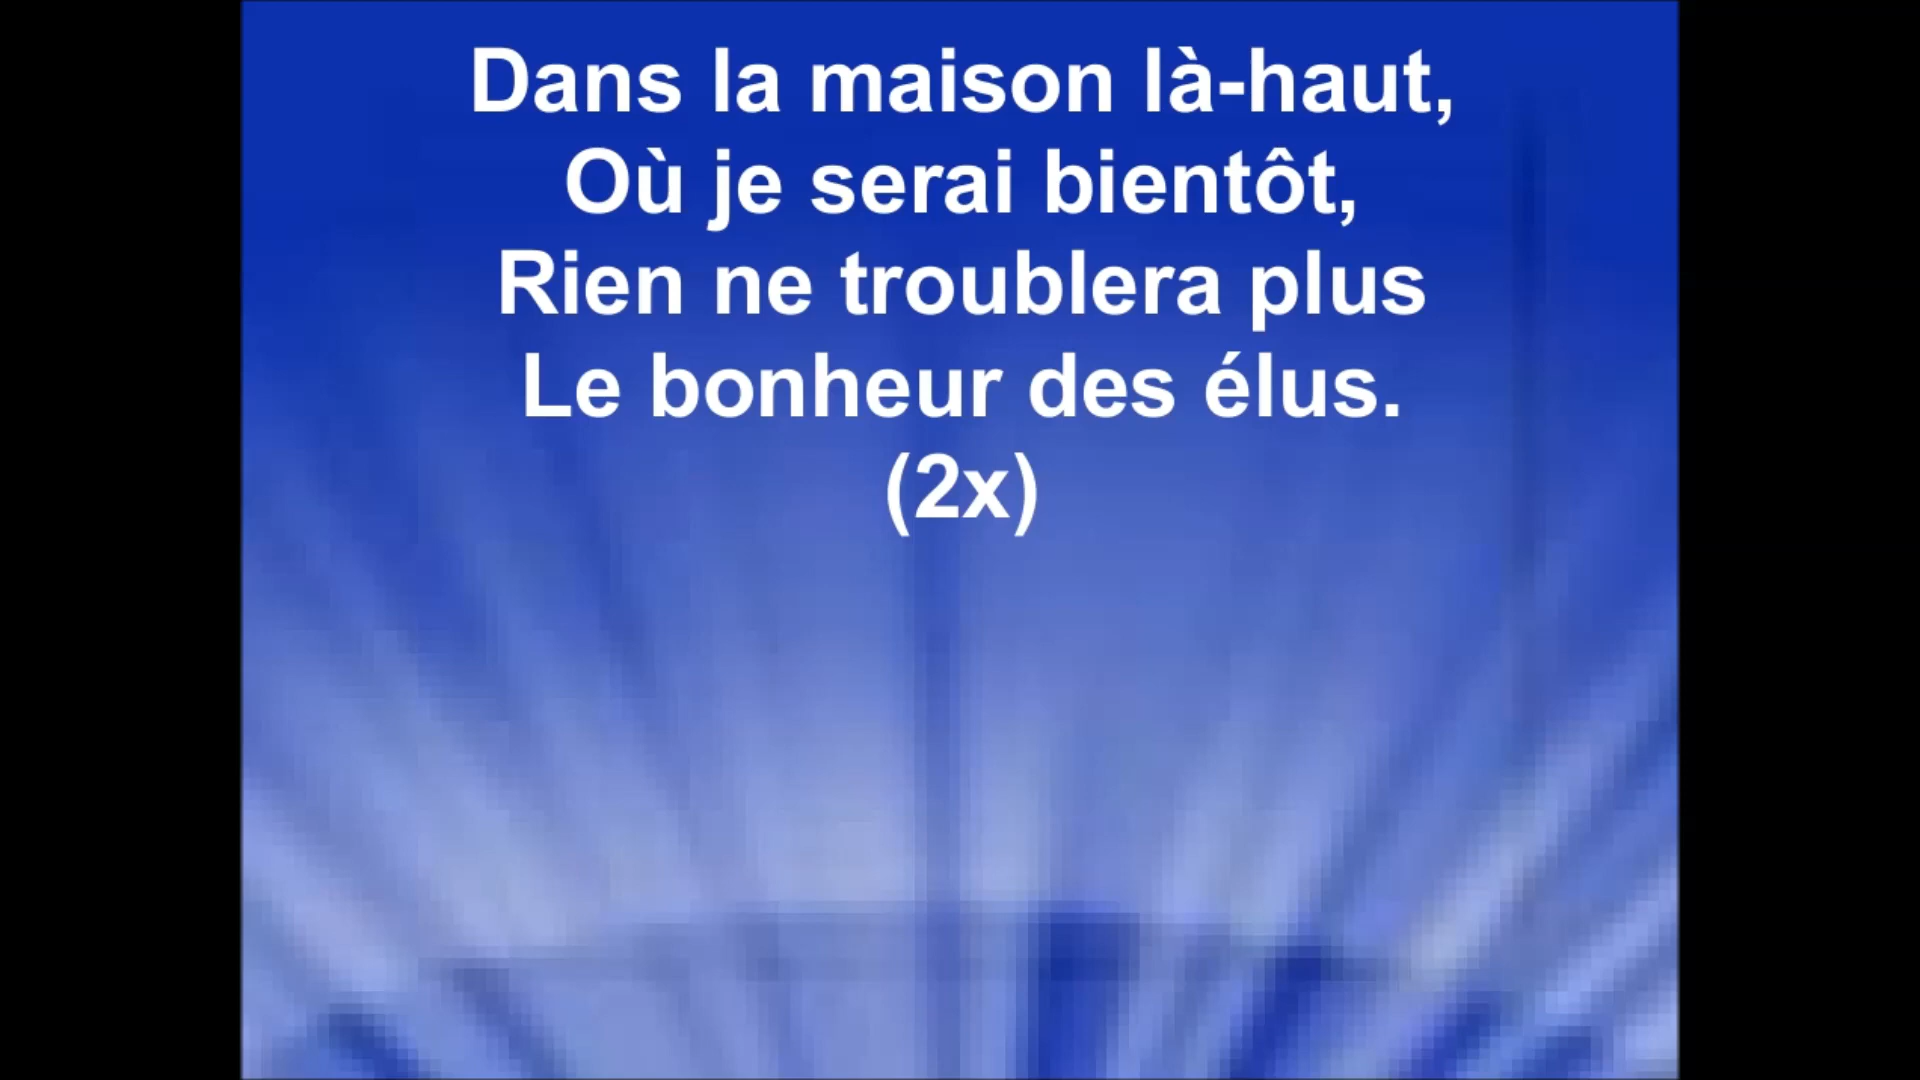 Dans la maison là-haut,
Où je serai bientôt,
Rien ne troublera plus
Le bonheur des élus.
(2x)